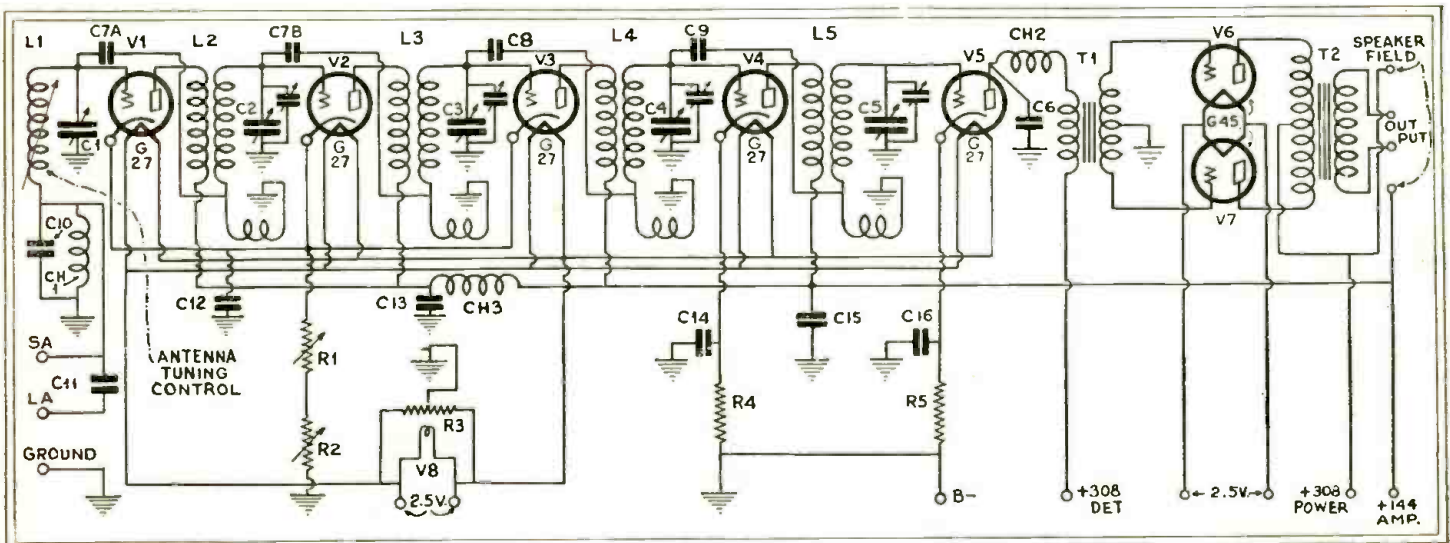 L1
C7A
V1
L2
C7B
V2
L3
C8
V3
L4
C9
V4
L5
V5
CH2
T1
V6
T2
SPEAKER
FIELD
C1
C2
C3
C4
C5
C6
G
27
G
27
G
27
G
27
G
27
G45
V7
OUT
PUT
C10
CH
1
C12
C13
CH3
C14
C15
C16
SA
C11
LA
GROUND
ANTENNA
TUNING
CONTROL
R1
R2
R3
V8
2.5V.
R4
R5
B-
+308
DET
2.5V.
+308
POWER
+144
AMP.